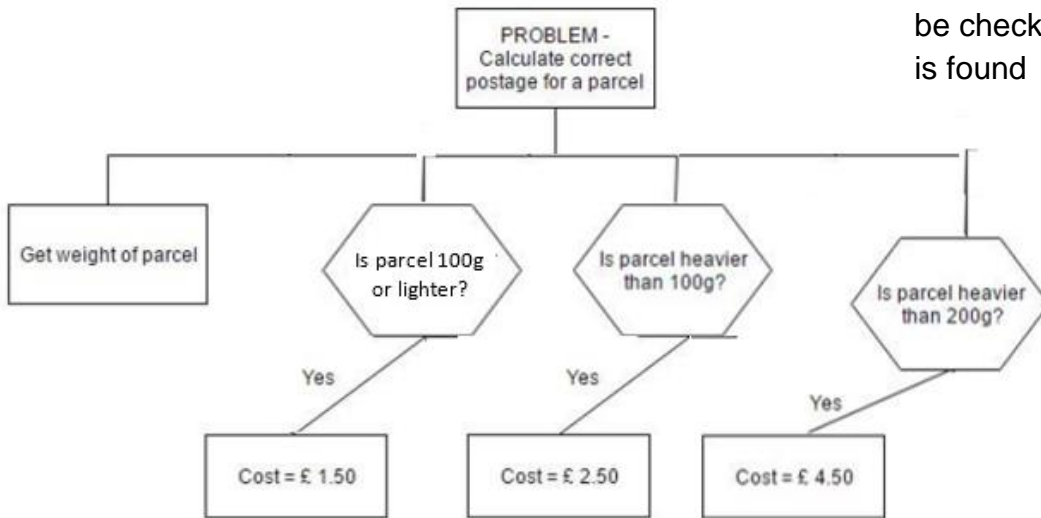 be check
is found
PROBLEM -
Calculate correct
postage for a parcel
Get weight of parcel
Is parcel 100g
or lighter?
Is parcel heavier
than 100g?
Is parcel heavier
than 200g?
Yes
Yes
Yes
Cost = £ 1.50
Cost = £ 2.50
Cost = £ 4.50